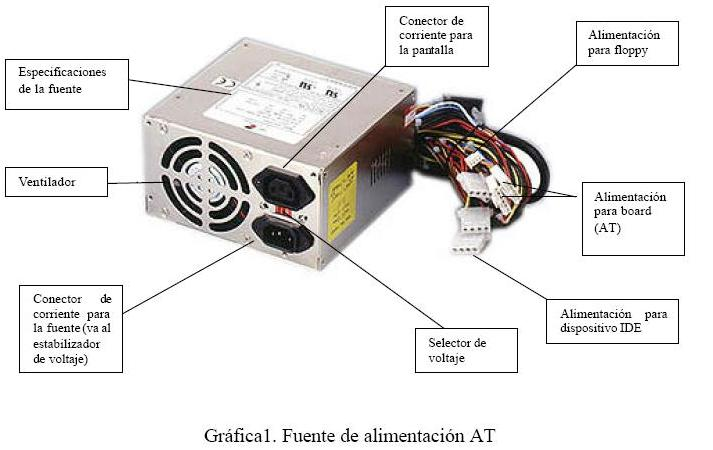 Conector de
corriente para
la pantalla
Alimentación
para floppy
Especificaciones
de la fuente
Ventilador
Alimentación
para board
(AT)
Conector de
corriente para
la fuente (va al
estabilizador
de voltaje)
Selector de
voltaje
Alimentación para
dispositivo IDE
Gráfica1. Fuente de alimentación AT